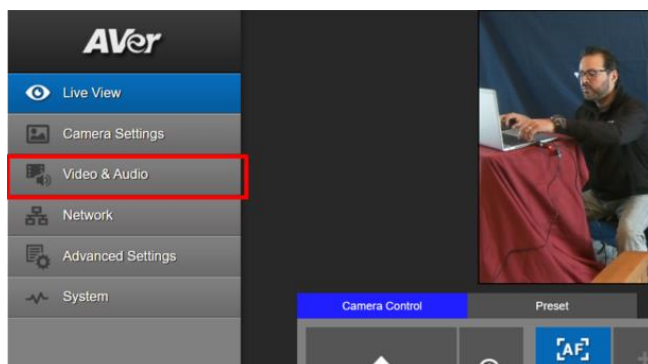 AVer
Live View
Camera Settings
Video & Audio
Network
Advanced Settings
System
Camera Control
Preset
AF